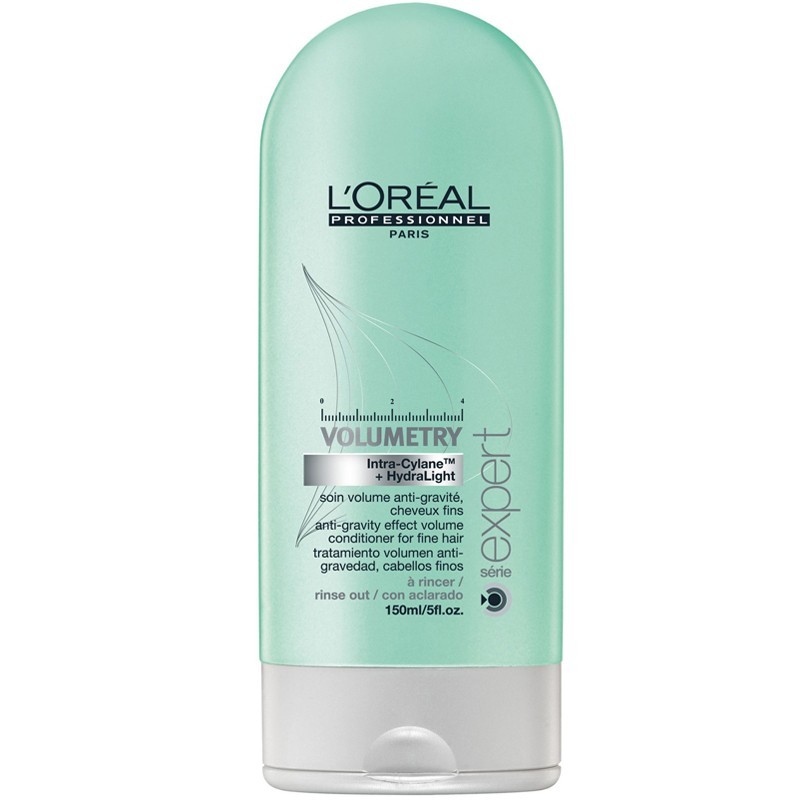 L'ORÉAL
PROFESSIONNEL
PARIS
0 2 4
VOLUMETRY
Intra-Cylane™
+ HydraLight
soin volume anti-gravité,
cheveux fins
anti-gravity effect volume
conditioner for fine hair
tratamiento volumen anti-
gravedad, cabellos finos
à rincer /
rinse out / con aclarado
150ml/5fl.oz.
série
expert